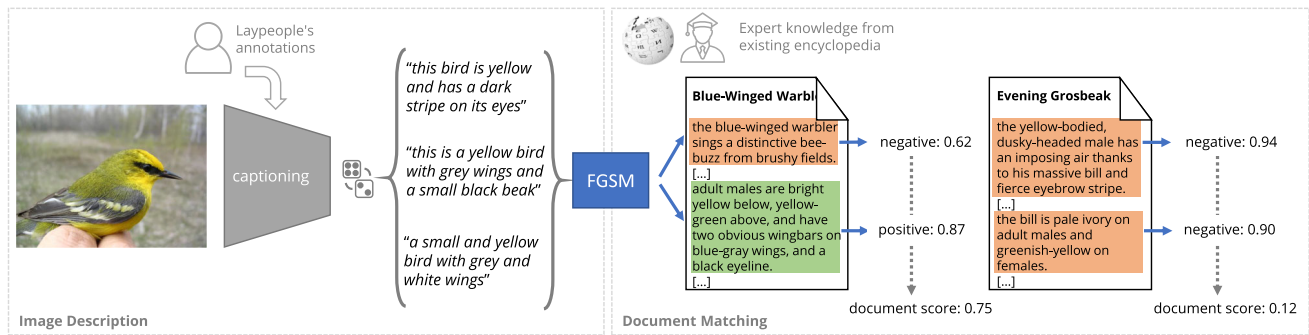 Laypeople's
annotations
captioning
“this bird is yellow
and has a dark
stripe on its eyes”
“this is a yellow bird
with grey wings and
a small black beak”
“a small and yellow
bird with grey and
white wings”
Image Description
FGSM
Expert knowledge from
existing encyclopedia
Blue-Winged Warbl
the blue-winged warbler
sings a distinctive bee-
buzz from brushy fields.
[...]
adult males are bright
yellow below, yellow-
green above, and have
two obvious wingbars on
blue-gray wings, and a
black eyeline.
[...]
negative: 0.62
positive: 0.87
document score: 0.75
Evening Grosbeak
the yellow-bodied,
dusky-headed male has
an imposing air thanks
to his massive bill and
fierce eyebrow stripe.
[...]
the bill is pale ivory on
adult males and
greenish-yellow on
females.
[...]
negative: 0.94
negative: 0.90
document score: 0.12
Document Matching